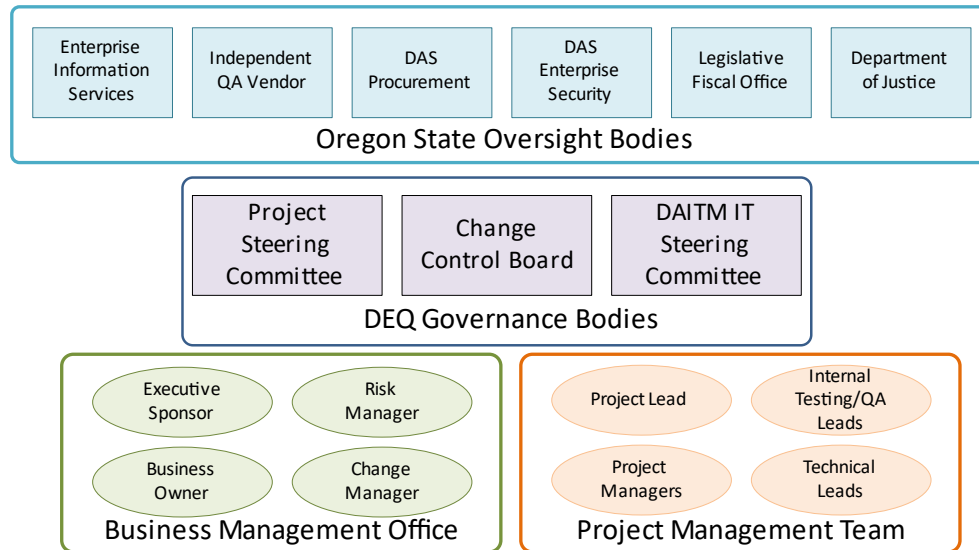 Enterprise
Information
Services
Independent
QA Vendor
DAS
Procurement
DAS
Enterprise
Security
Legislative
Fiscal Office
Department
of Justice
Oregon State Oversight Bodies
Project
Steering
Committee
Change
Control Board
DAITM IT
Steering
Committee
DEQ Governance Bodies
Executive
Sponsor
Risk
Manager
Business
Owner
Change
Manager
Business Management Office
Project Lead
Internal
Testing/QA
Leads
Project
Managers
Technical
Leads
Project Management Team